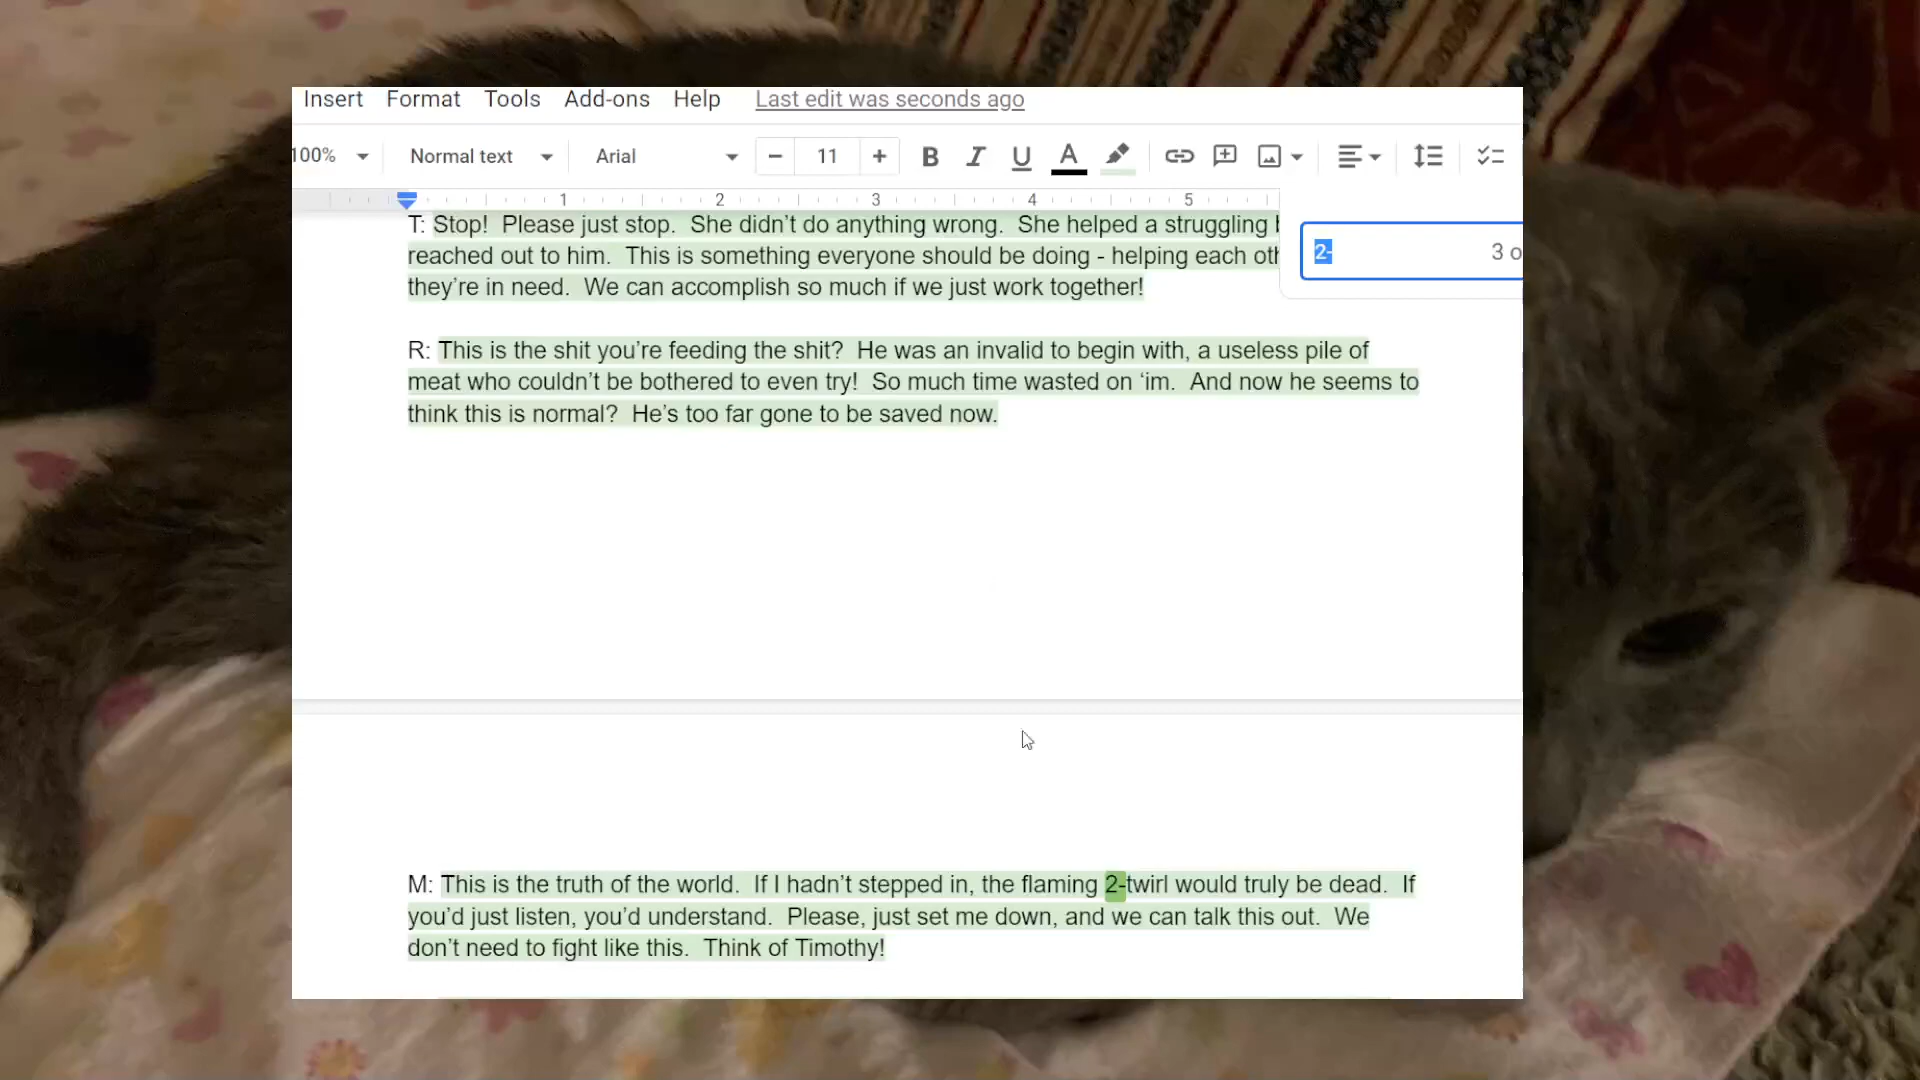 Insert Format Tools Add-ons Help Last edit was seconds ago
100% Normal text Arial 11 B I U A
1 2 3 4 5
T: Stop!  Please just stop.  She didn’t do anything wrong.  She helped a struggling
2- 3 o
reached out to him.  This is something everyone should be doing - helping each
they’re in need.  We can accomplish so much if we just work together!
R: This is the shit you’re feeding the shit?  He was an invalid to begin with, a useless pile of
meat who couldn’t be bothered to even try!  So much time wasted on ‘im.  And now he seems to
think this is normal?  He’s too far gone to be saved now.
M: This is the truth of the world.  If I hadn’t stepped in, the flaming 2-twirl would truly be dead.  If
you’d just listen, you’d understand.  Please, just set me down, and we can talk this out.  We
don’t need to fight like this.  Think of Timothy!